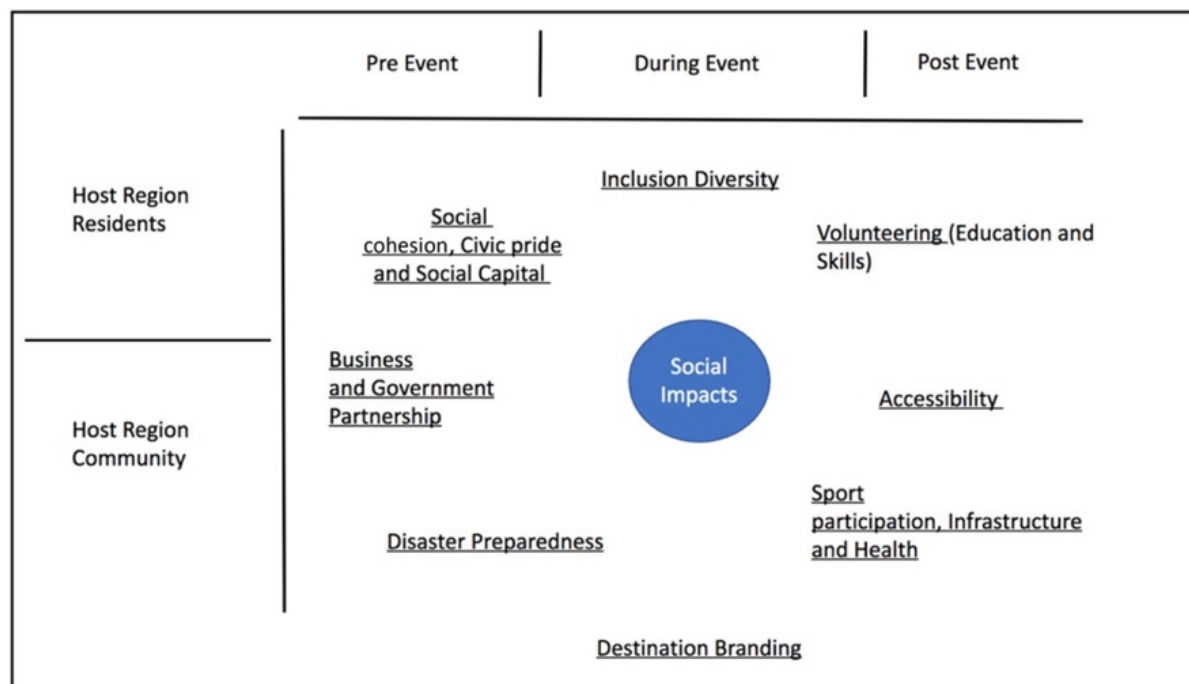 Pre Event
During Event
Post Event
Host Region
Residents
Inclusion Diversity
Social
cohesion, Civic pride
and Social Capital
Volunteering (Education and
Skills)
Business
and Government
Partnership
Social
Impacts
Accessibility
Host Region
Community
Sport
participation, Infrastructure
and Health
Disaster Preparedness
Destination Branding